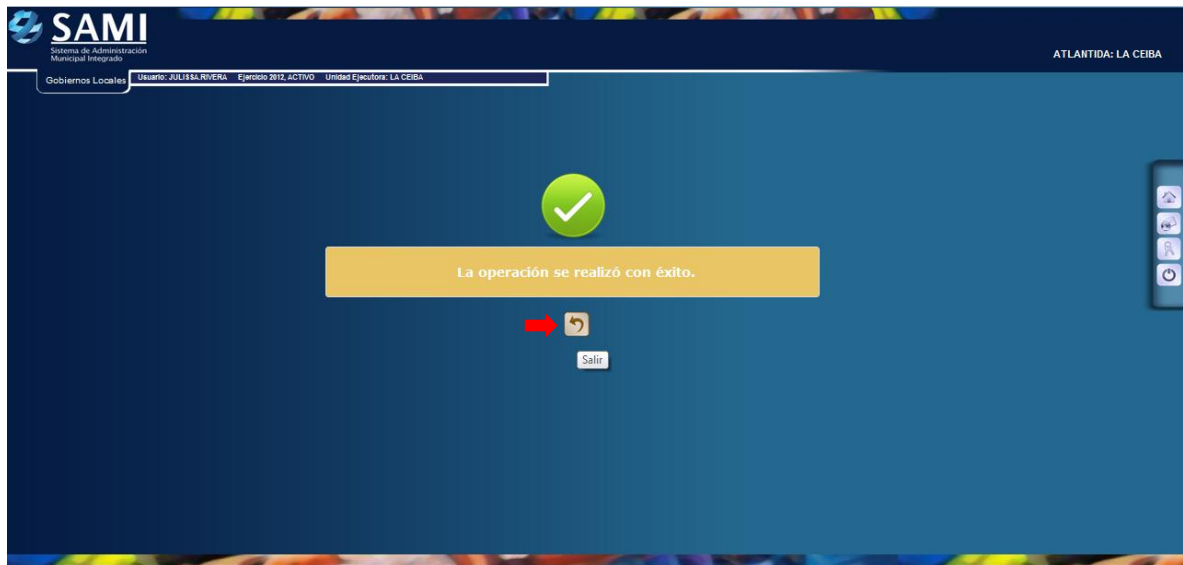 SAMI
Sistema de Administración
Municipal Integrado
ATLANTIDA: LA CEIBA
Gobiernos Locales
Usuario: JULISSA.RIVERA Ejercicio 2012, ACTIVO Unidad Ejecutora: LA CEIBA
La operación se realizó con éxito.
Salir